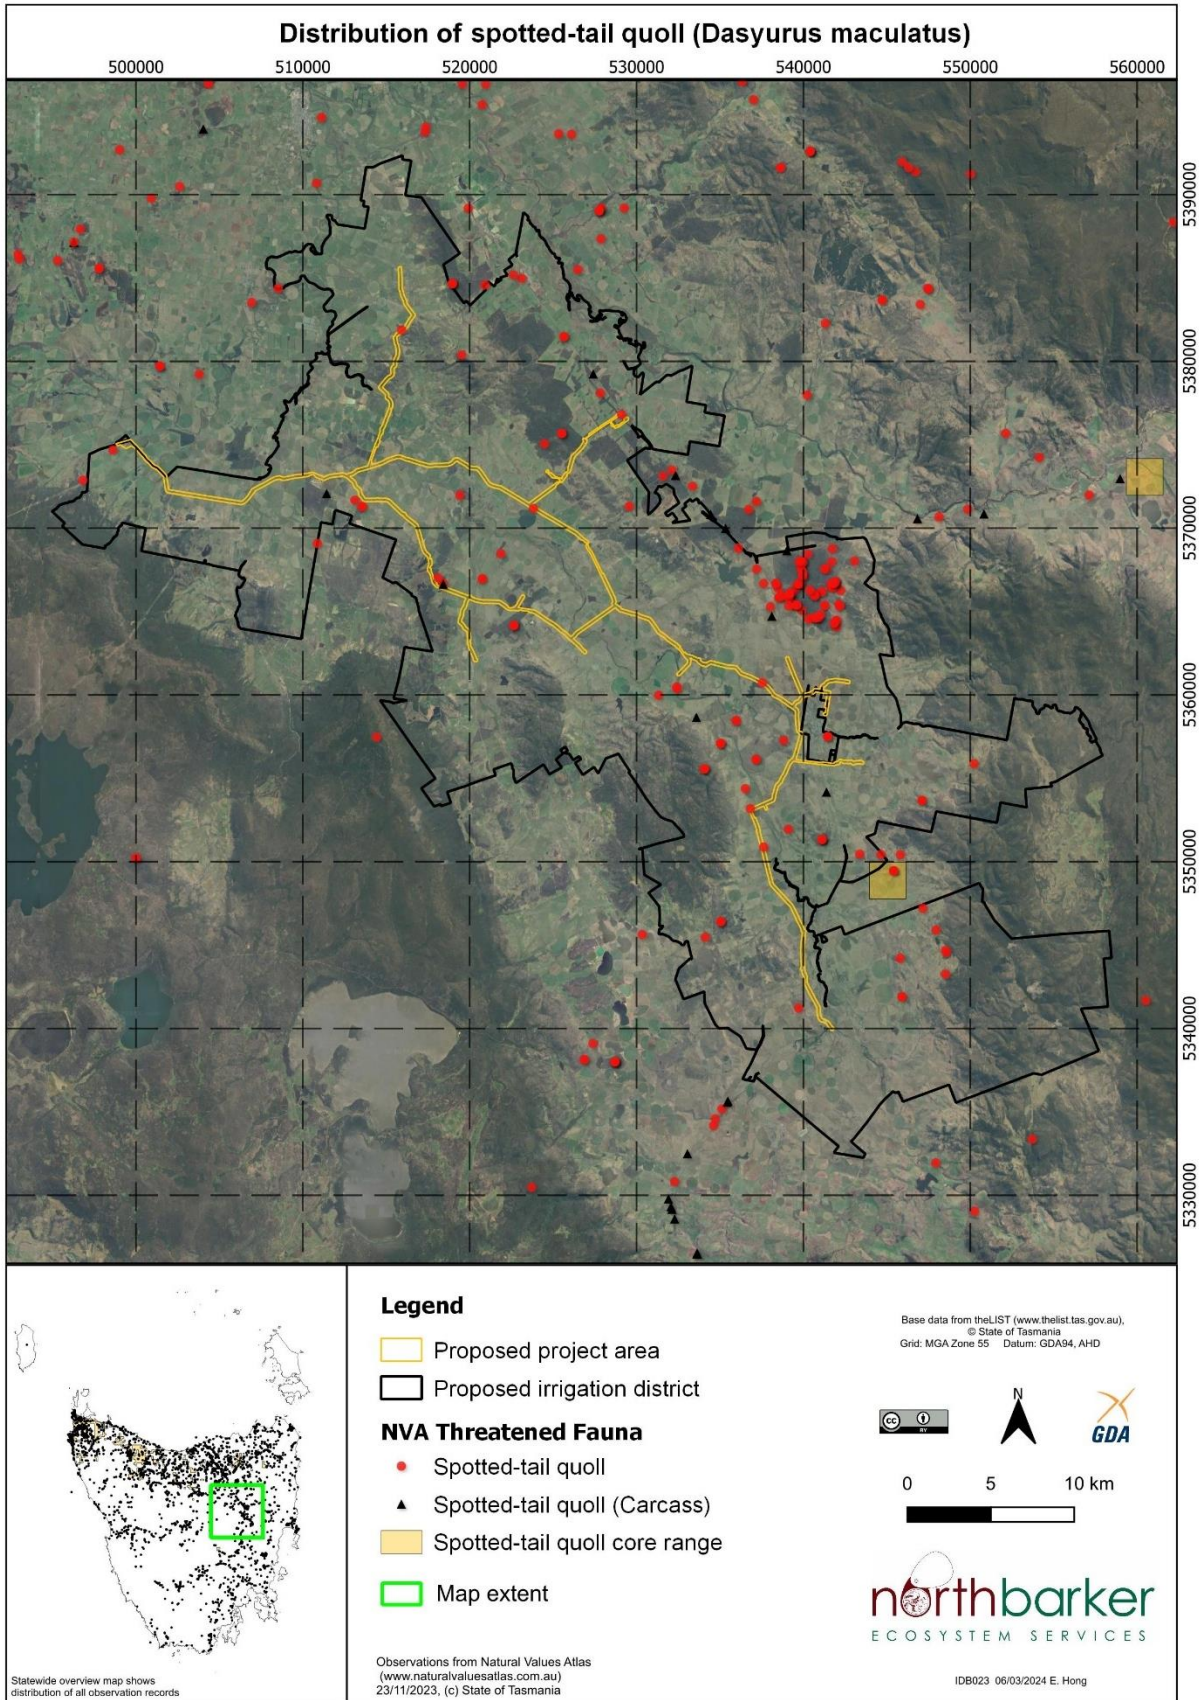 Distribution of spotted-tail quoll (Dasyurus maculatus)
500000 510000 520000 530000 540000 550000 560000
5390000
5380000
5370000
5360000
5350000
5340000
5330000
Legend
Proposed project area
Proposed irrigation district
NVA Threatened Fauna
Spotted-tail quoll
Spotted-tail quoll (Carcass)
Spotted-tail quoll core range
Map extent
Observations from Natural Values Atlas
(www.naturalvaluesatlas.com.au)
23/11/2023, (c) State of Tasmania
Statewide overview map shows
distribution of all observation records
Base data from theLIST (www.thelist.tas.gov.au),
© State of Tasmania
Grid: MGA Zone 55 Datum: GDA94, AHD
cc
BY
N
GDA
0 5 10 km
northbarker
ECOSYSTEM SERVICES
IDB023 06/03/2024 E. Hong